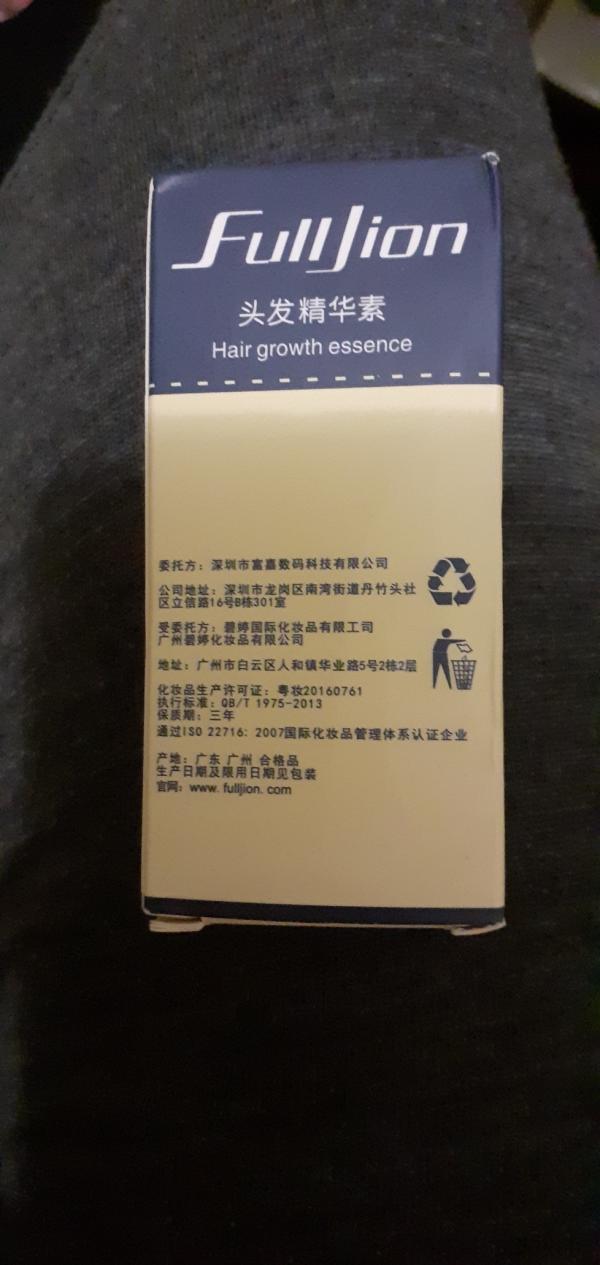 FullJion
头发精华素
Hair growth essence
委托方：深圳市富嘉数码科技有限公司
公司地址：深圳市龙岗区南湾街道丹竹头社
区立信路16号B栋301室
受委托方：碧婷国际化妆品有限工司
广州碧婷化妆品有限公司
地址：广州市白云区人和镇华业路5号2栋2层
化妆品生产许可证：粤妆20160761
执行标准：QB/T 1975-2013
保质期：三年
通过ISO 22716: 2007国际化妆品管理体系认证企业
产地：广东 广州 合格品
生产日期及限用日期见包装
官网：www. fulljion. com